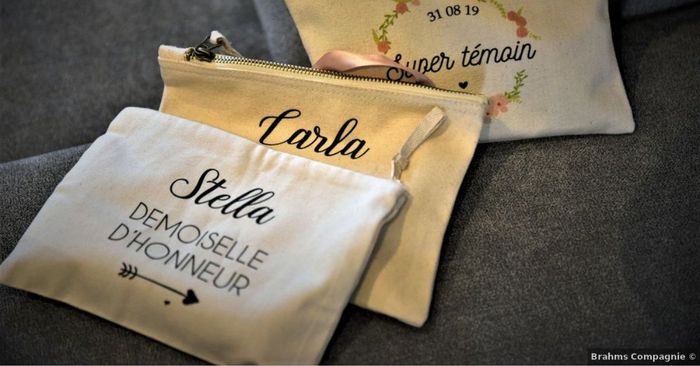 31 08 19
Super témoin
Carla
Stella
DEMOISELLE
D'HONNEUR
Brahms Compagnie ©